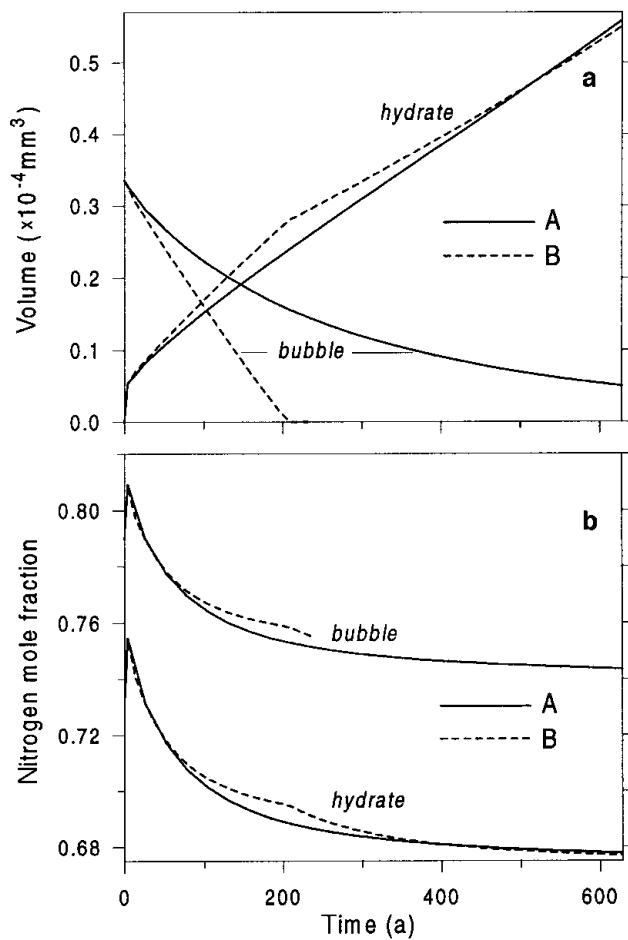 a
0.5
0.4
0.3
0.2
0.1
0.0
Volume (×10⁻⁴mm³)
hydrate
A
B
bubble
b
0.80
0.76
0.72
0.68
Nitrogen mole fraction
bubble
A
B
hydrate
0
200
400
600
Time (a)